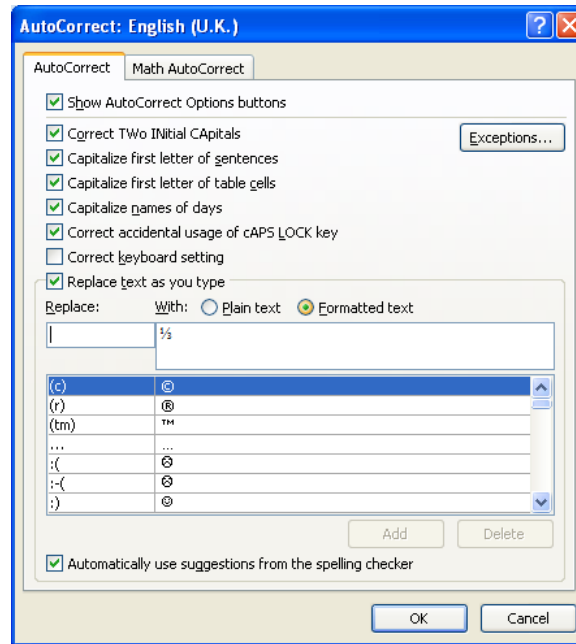 AutoCorrect: English (U.K.)
AutoCorrect Math AutoCorrect
Show AutoCorrect Options buttons
Correct TWo INitial CApitals Exceptions...
Capitalize first letter of sentences
Capitalize first letter of table cells
Capitalize names of days
Correct accidental usage of cAPS LOCK key
Correct keyboard setting
Replace text as you type
Replace: With: Plain text Formatted text
⅓
(c) ©
(r) ®
(tm) ™
... ...
:( ☹
:-( ☹
:) ☺
Add Delete
Automatically use suggestions from the spelling checker
OK Cancel